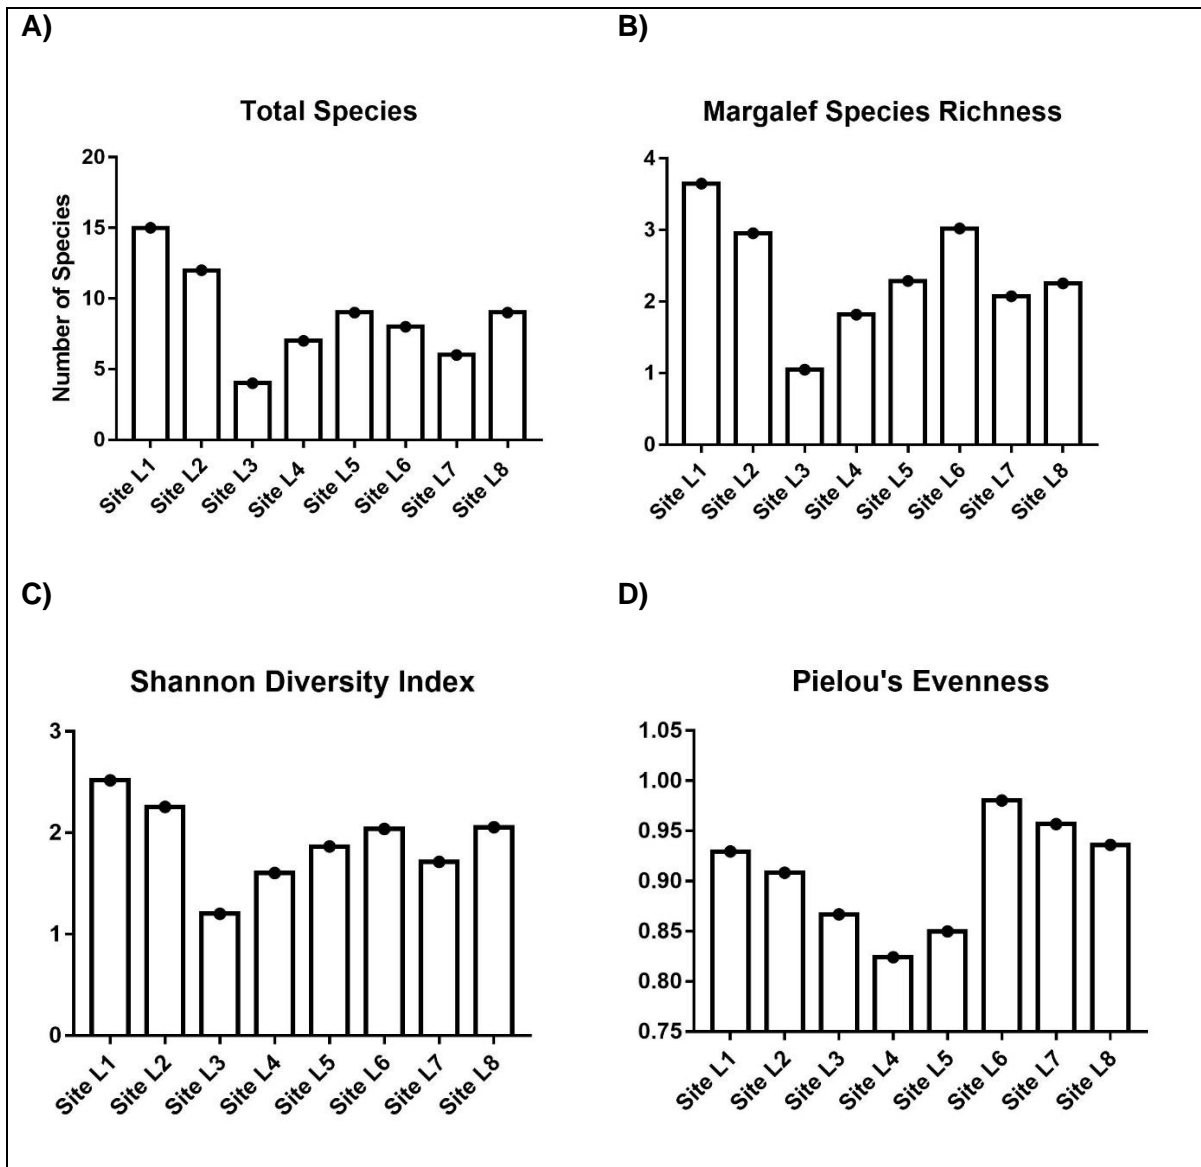 A)
Total Species
Number of Species
20
15
10
5
0
Site L1
Site L2
Site L3
Site L4
Site L5
Site L6
Site L7
Site L8
B)
Margalef Species Richness
4
3
2
1
0
Site L1
Site L2
Site L3
Site L4
Site L5
Site L6
Site L7
Site L8
C)
Shannon Diversity Index
3
2
1
0
Site L1
Site L2
Site L3
Site L4
Site L5
Site L6
Site L7
Site L8
D)
Pielou's Evenness
1.05
1.00
0.95
0.90
0.85
0.80
0.75
Site L1
Site L2
Site L3
Site L4
Site L5
Site L6
Site L7
Site L8